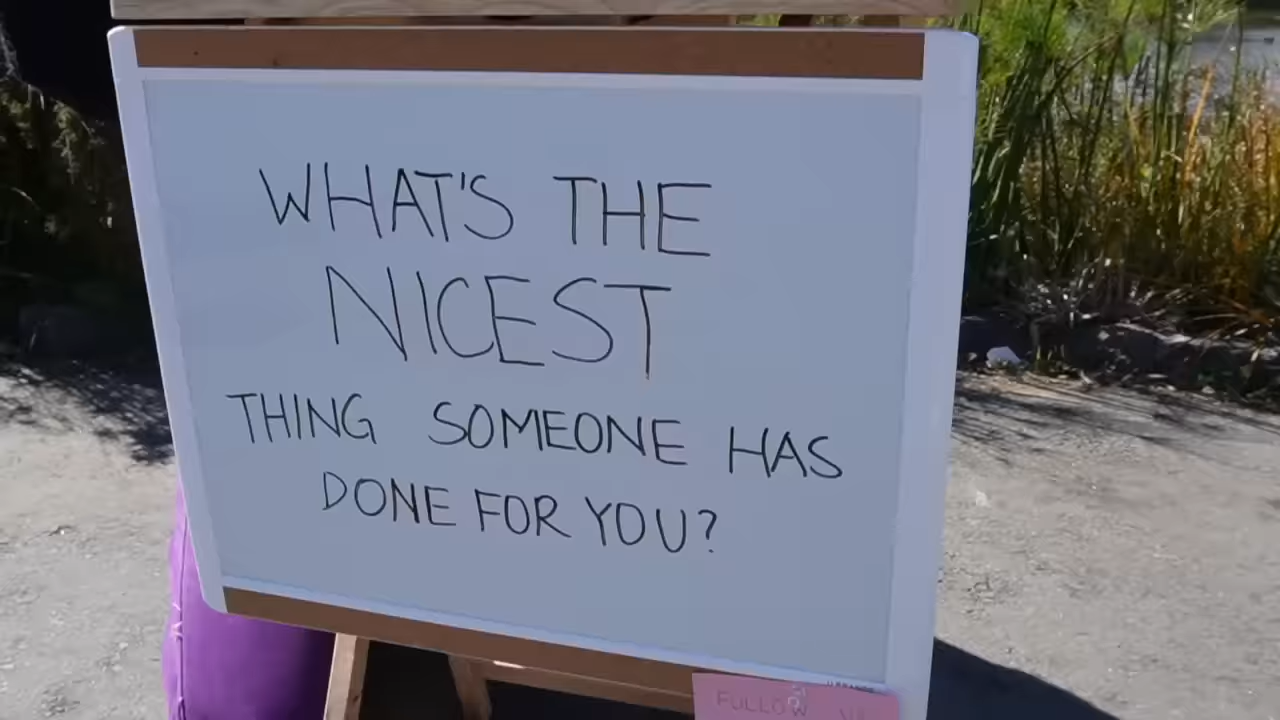 WHAT'S THE
NICEST
THING SOMEONE HAS
DONE FOR YOU?
FOLLOW